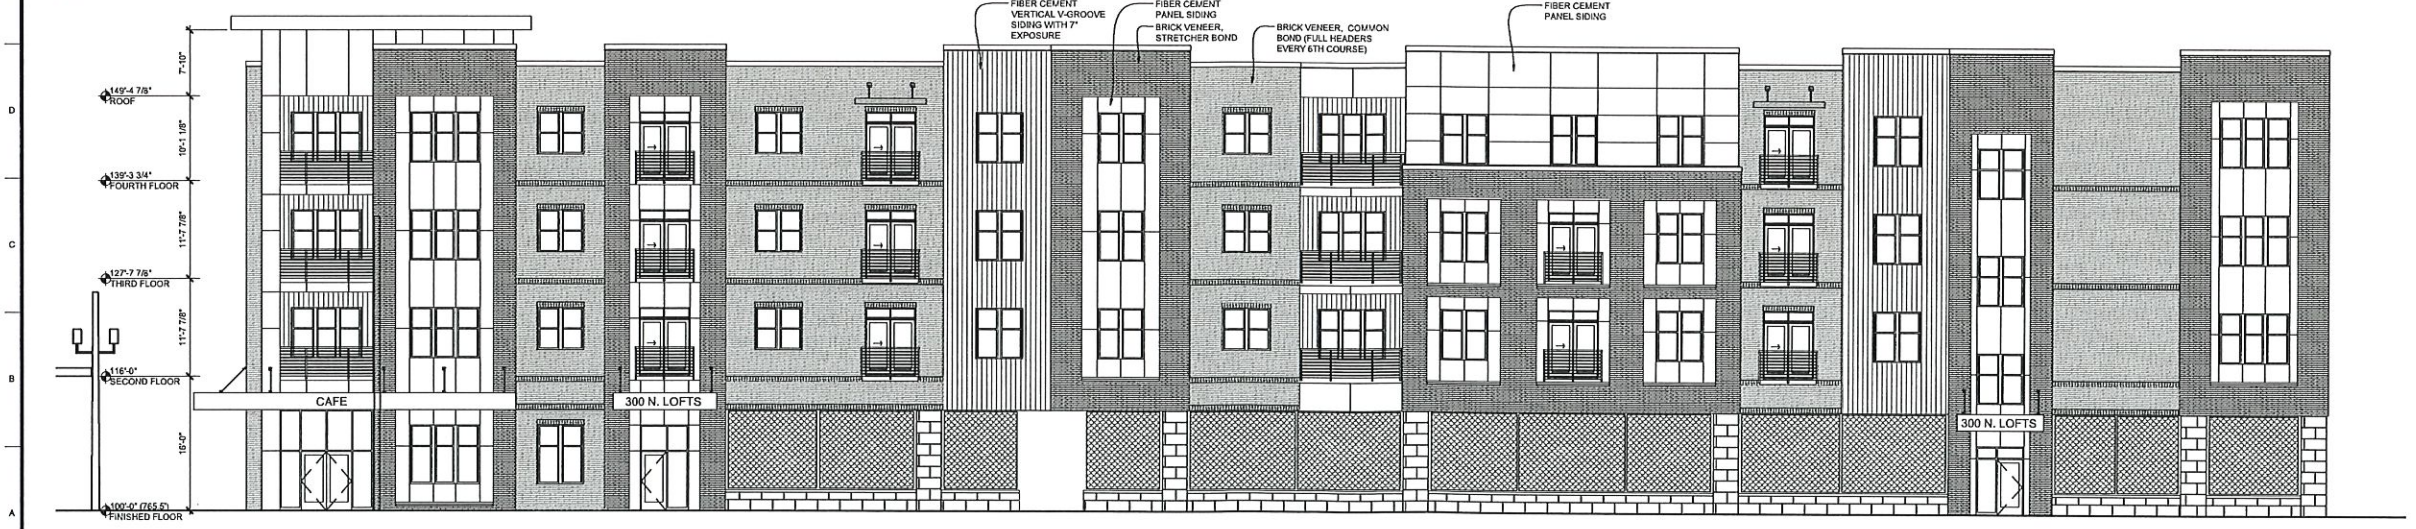 FIBER CEMENT
VERTICAL V-GROOVE
SIDING WITH 7"
EXPOSURE
FIBER CEMENT
PANEL SIDING
BRICK VENEER,
STRETCHER BOND
BRICK VENEER, COMMON
BOND (FULL HEADERS
EVERY 6TH COURSE)
FIBER CEMENT
PANEL SIDING
7'-10"
D
149'-4 7/8"
ROOF
10'-1 1/8"
139'-3 3/4"
FOURTH FLOOR
C
11'-7 7/8"
127'-7 7/8"
THIRD FLOOR
11'-7 7/8"
B
116'-0"
SECOND FLOOR
CAFE
300 N. LOFTS
300 N. LOFTS
16'-0"
A
100'-0" (765.5')
FINISHED FLOOR